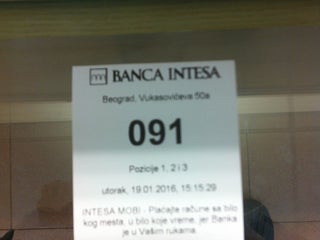 BANCA INTESA
Beograd, Vukasovićeva 50a
091
Pozicije 1, 2 i 3
utorak, 19.01.2016, 15:15:29
INTESA MOBI - Plaćajte račune sa bilo
kog mesta, u bilo koje vreme, jer Banka
je u Vašim rukama.